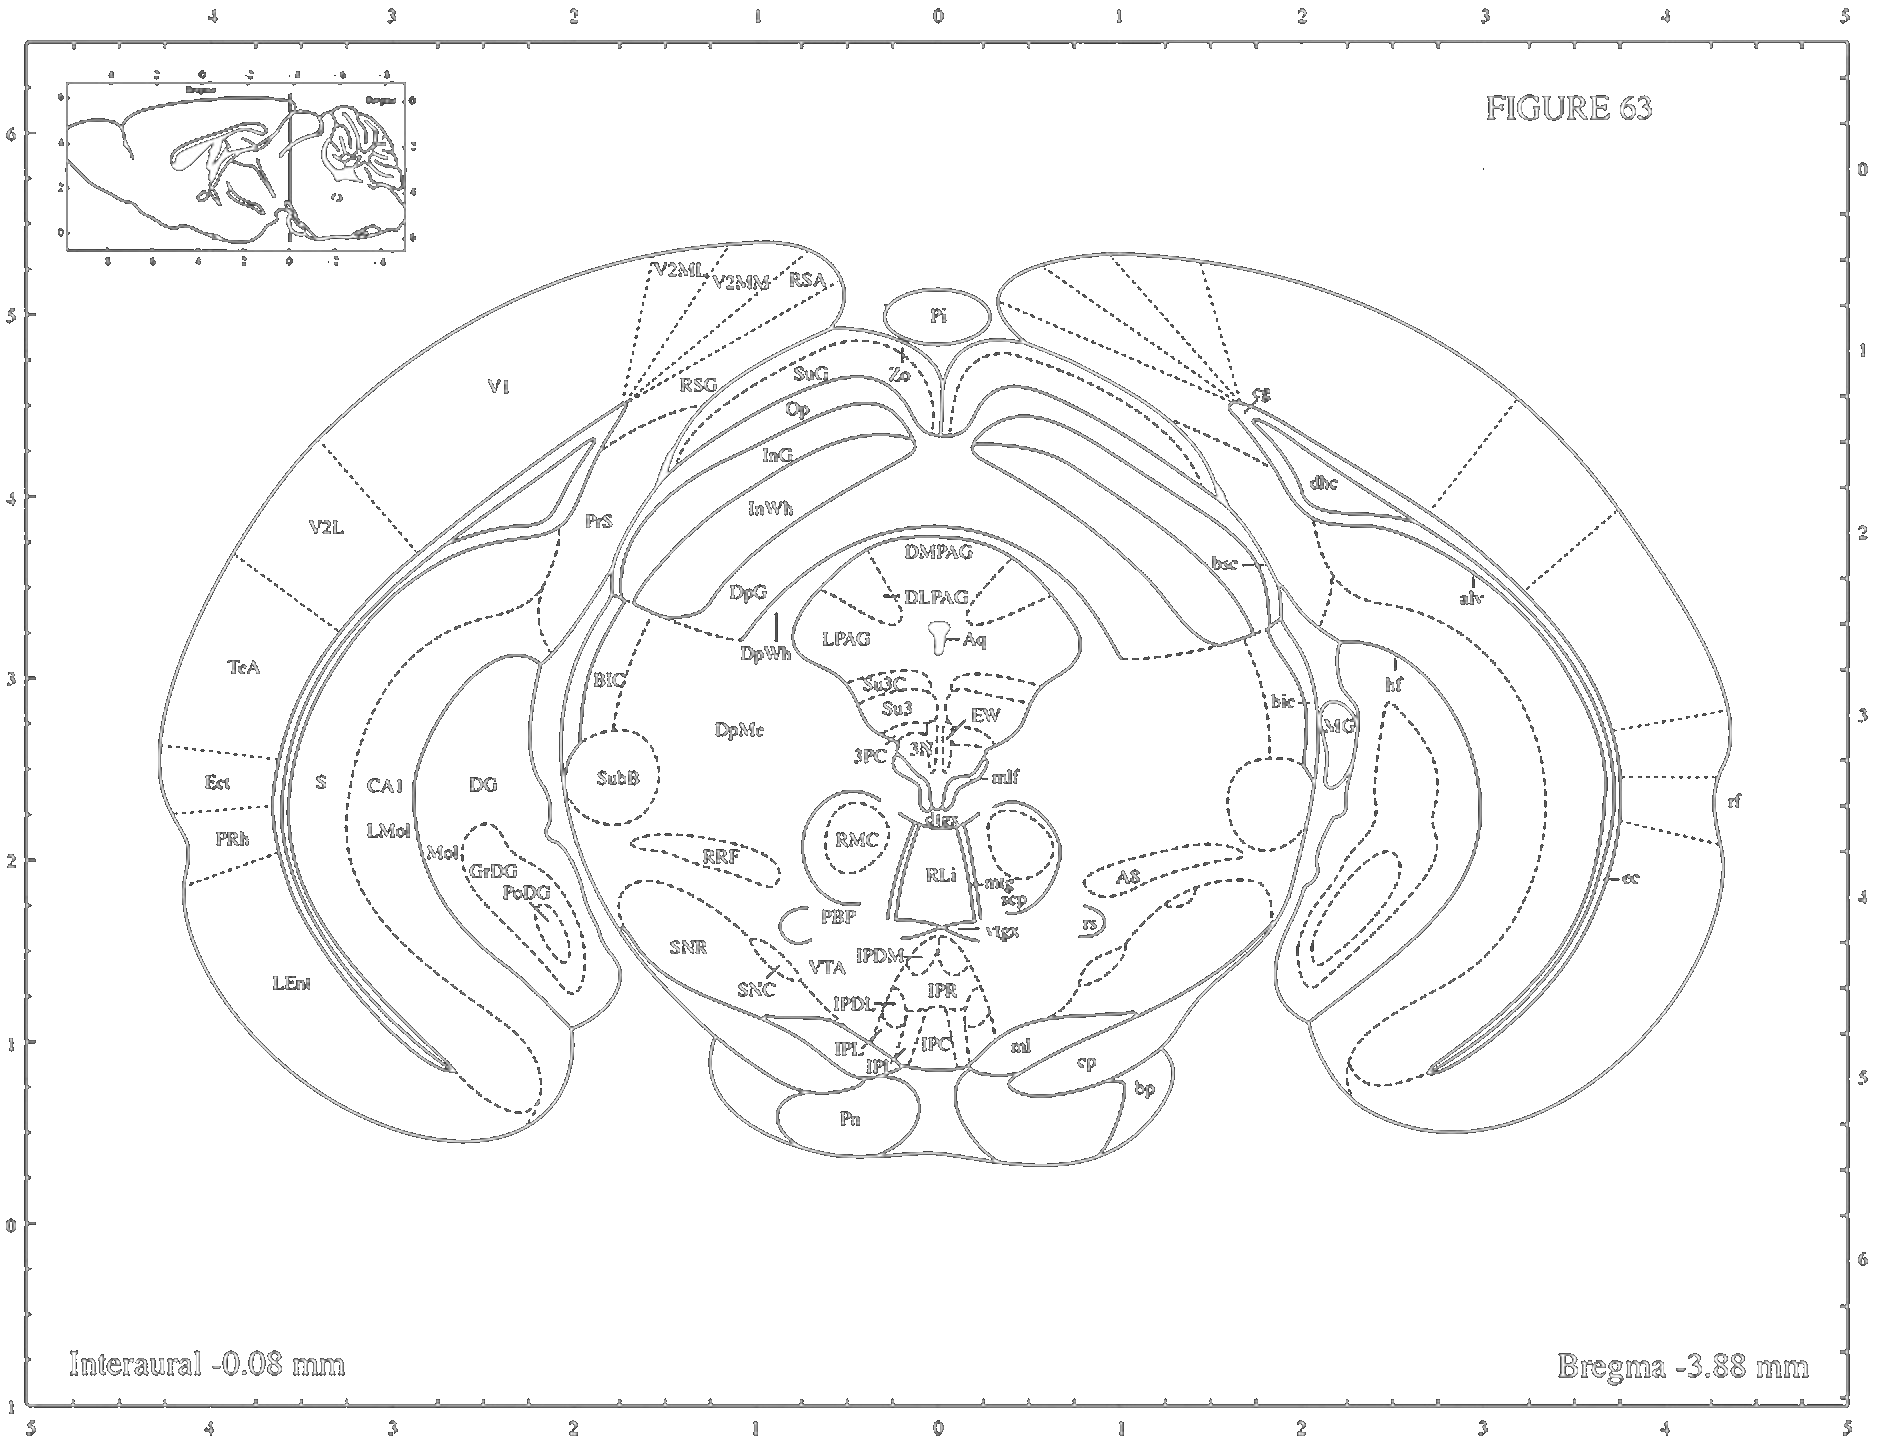 4 3 2 1 0 1 2 3 4 5
FIGURE 63
Bregma
Bregma
6 5 4 3 2 1 0 1
0 1 2 3 4 5 6
V2ML
V2MM
RSA
Pi
V1
RSG
SuG
Zo
cg
Op
InG
dhc
V2L
PrS
InWh
DMPAG
bsc
DpG
DLPAG
alv
LPAG
Aq
DpWh
TeA
BIC
Su3C
hf
bic
Su3
EW
MG
DpMe
3N
3PC
mlf
Ect
S
CA1
DG
SubB
rf
dtgx
LMol
PRh
RMC
Mol
RRF
GrDG
RLi
A8
ec
PoDG
mtg
scp
PBP
rs
vtgx
SNR
IPDM
VTA
LEnt
SNC
IPR
IPDL
IPL
IPC
ml
IPI
cp
bp
Pn
Interaural -0.08 mm
Bregma -3.88 mm
5 4 3 2 1 0 1 2 3 4 5